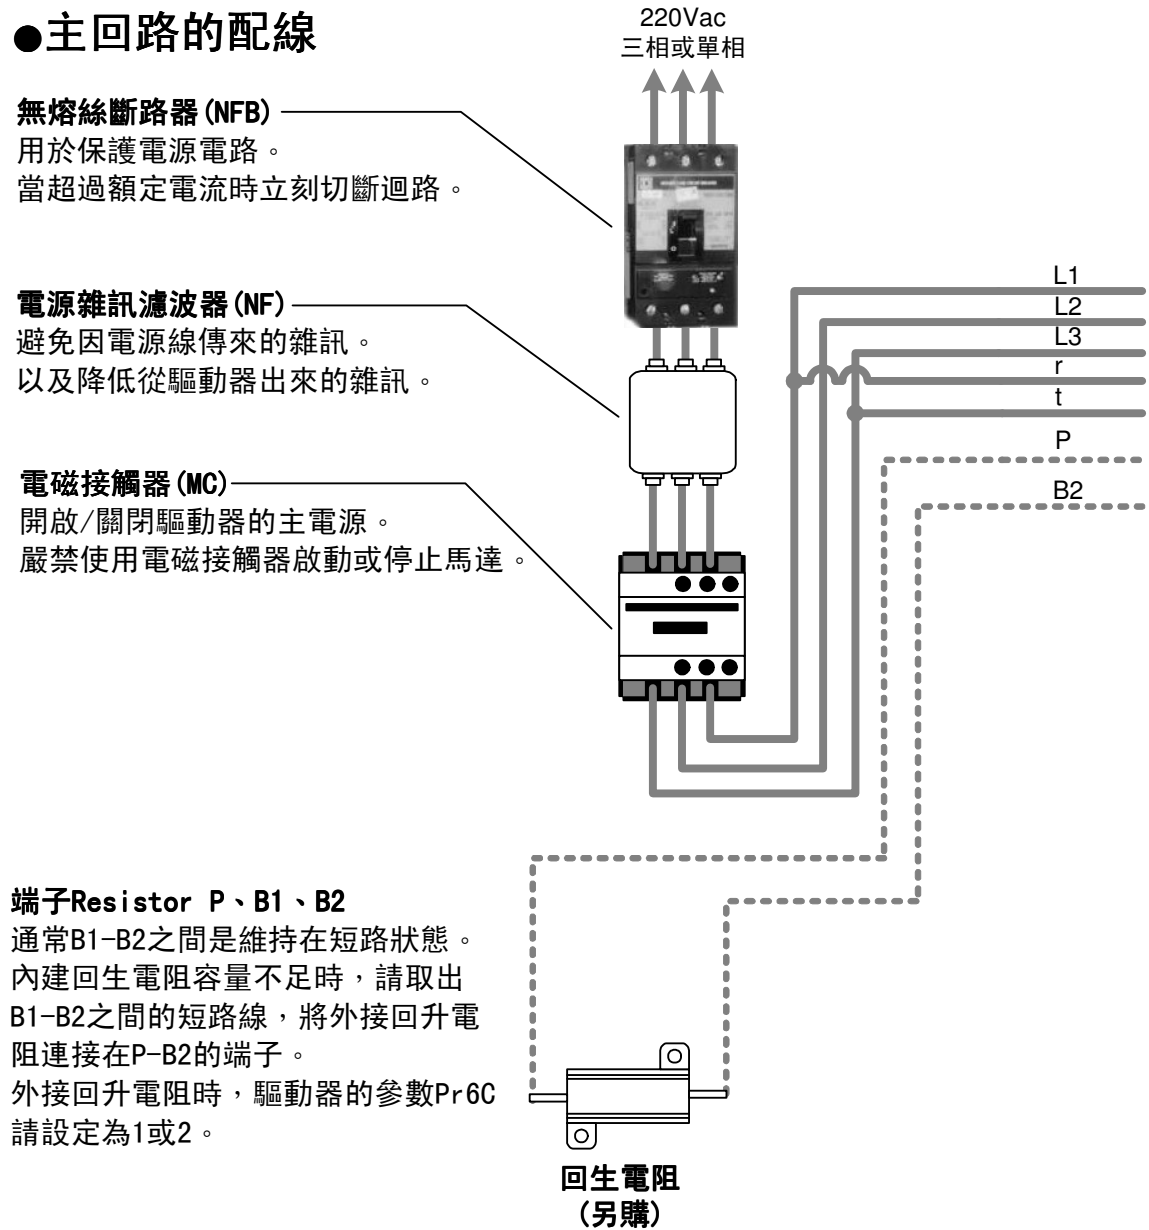 ●主回路的配線
220Vac
三相或單相
無熔絲斷路器(NFB)
用於保護電源電路。
當超過額定電流時立刻切斷迴路。
電源雜訊濾波器(NF)
避免因電源線傳來的雜訊。
以及降低從驅動器出來的雜訊。
電磁接觸器(MC)
開啟/關閉驅動器的主電源。
嚴禁使用電磁接觸器啟動或停止馬達。
L1
L2
L3
r
t
P
B2
端子Resistor P、B1、B2
通常B1-B2之間是維持在短路狀態。
內建回生電阻容量不足時，請取出
B1-B2之間的短路線，將外接回升電
阻連接在P-B2的端子。
外接回升電阻時，驅動器的參數Pr6C
請設定為1或2。
回生電阻
(另購)